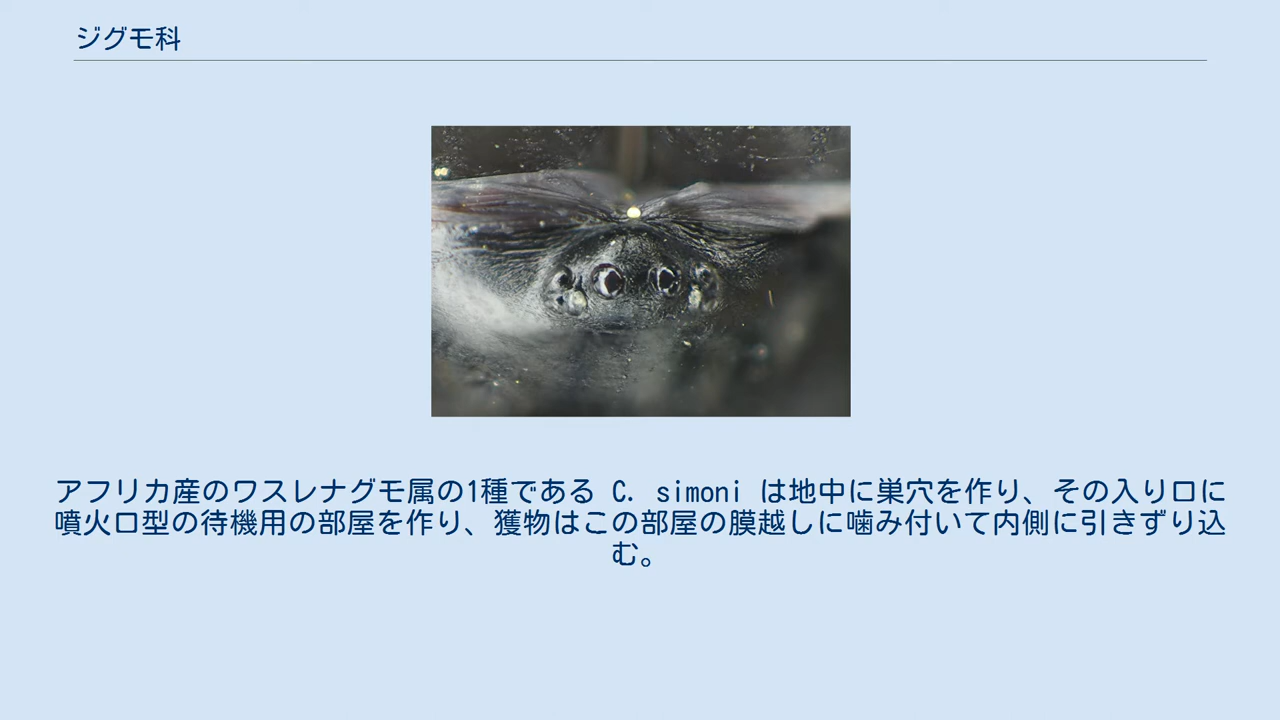 ジグモ科
アフリカ産のワスレナグモ属の1種である C. simoni は地中に巣穴を作り、その入り口に
噴火口型の待機用の部屋を作り、獲物はこの部屋の膜越しに噛み付いて内側に引きずり込
む。